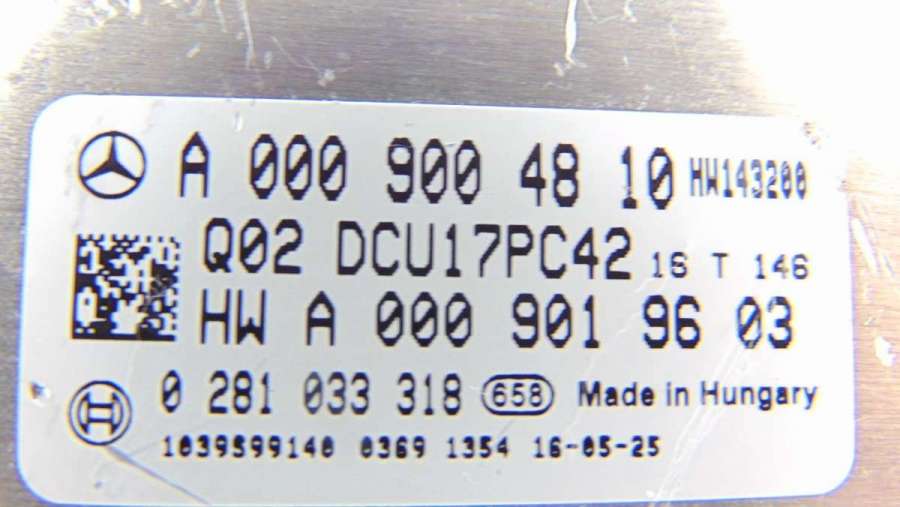 A 000 900 48 10 HW143200
Q02 DCU17PC42 16 T 146
HW A 000 901 96 03
0 281 033 318 658 Made in Hungary
1039S99140 0369 1354 16-05-25